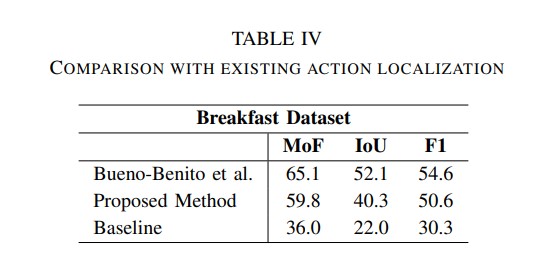 TABLE IV
COMPARISON WITH EXISTING ACTION LOCALIZATION
Breakfast Dataset
MoF IoU F1
Bueno-Benito et al. 65.1 52.1 54.6
Proposed Method 59.8 40.3 50.6
Baseline 36.0 22.0 30.3